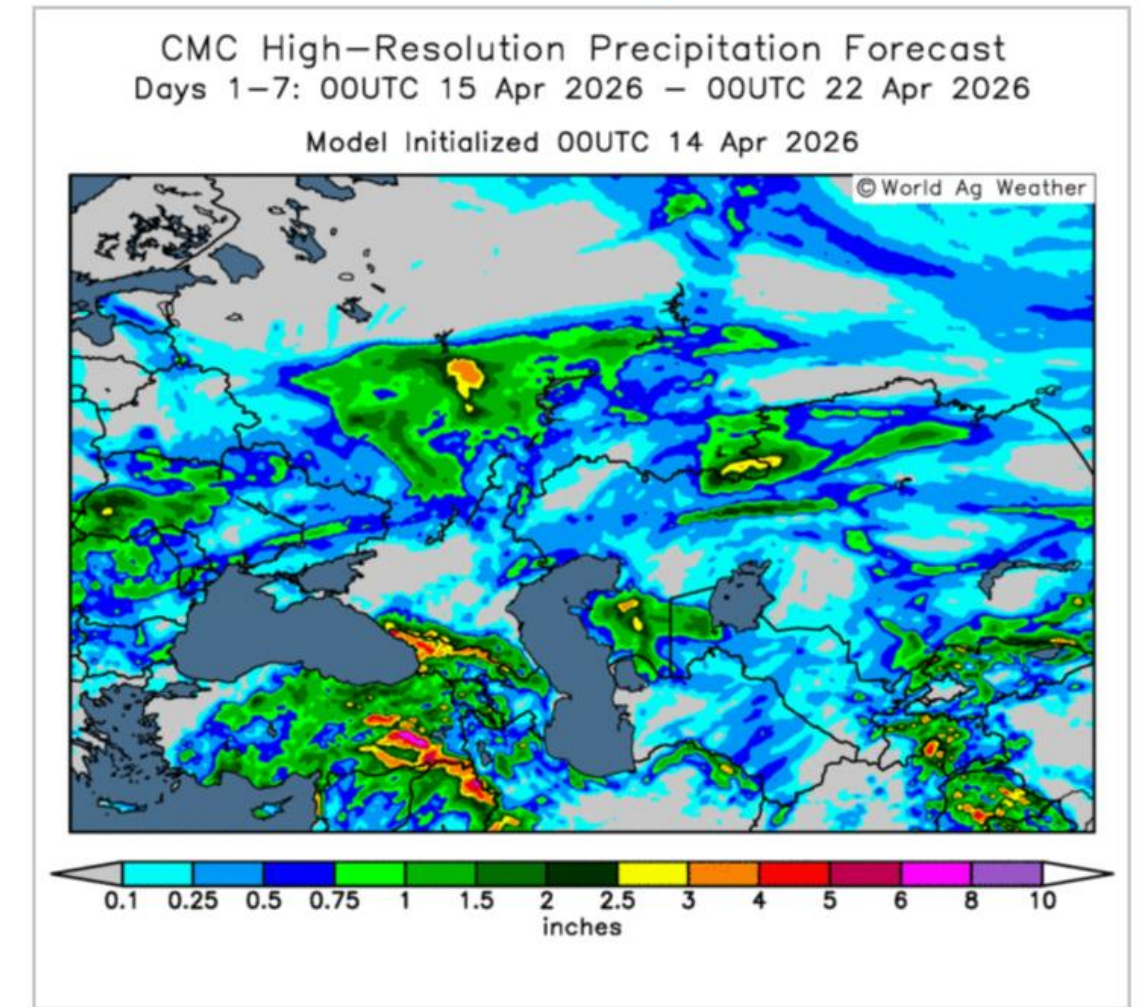 CMC High-Resolution Precipitation Forecast
Days 1-7: 00UTC 15 Apr 2026 - 00UTC 22 Apr 2026
Model Initialized 00UTC 14 Apr 2026
© World Ag Weather
0.1 0.25 0.5 0.75 1 1.5 2 2.5 3 4 5 6 8 10
inches